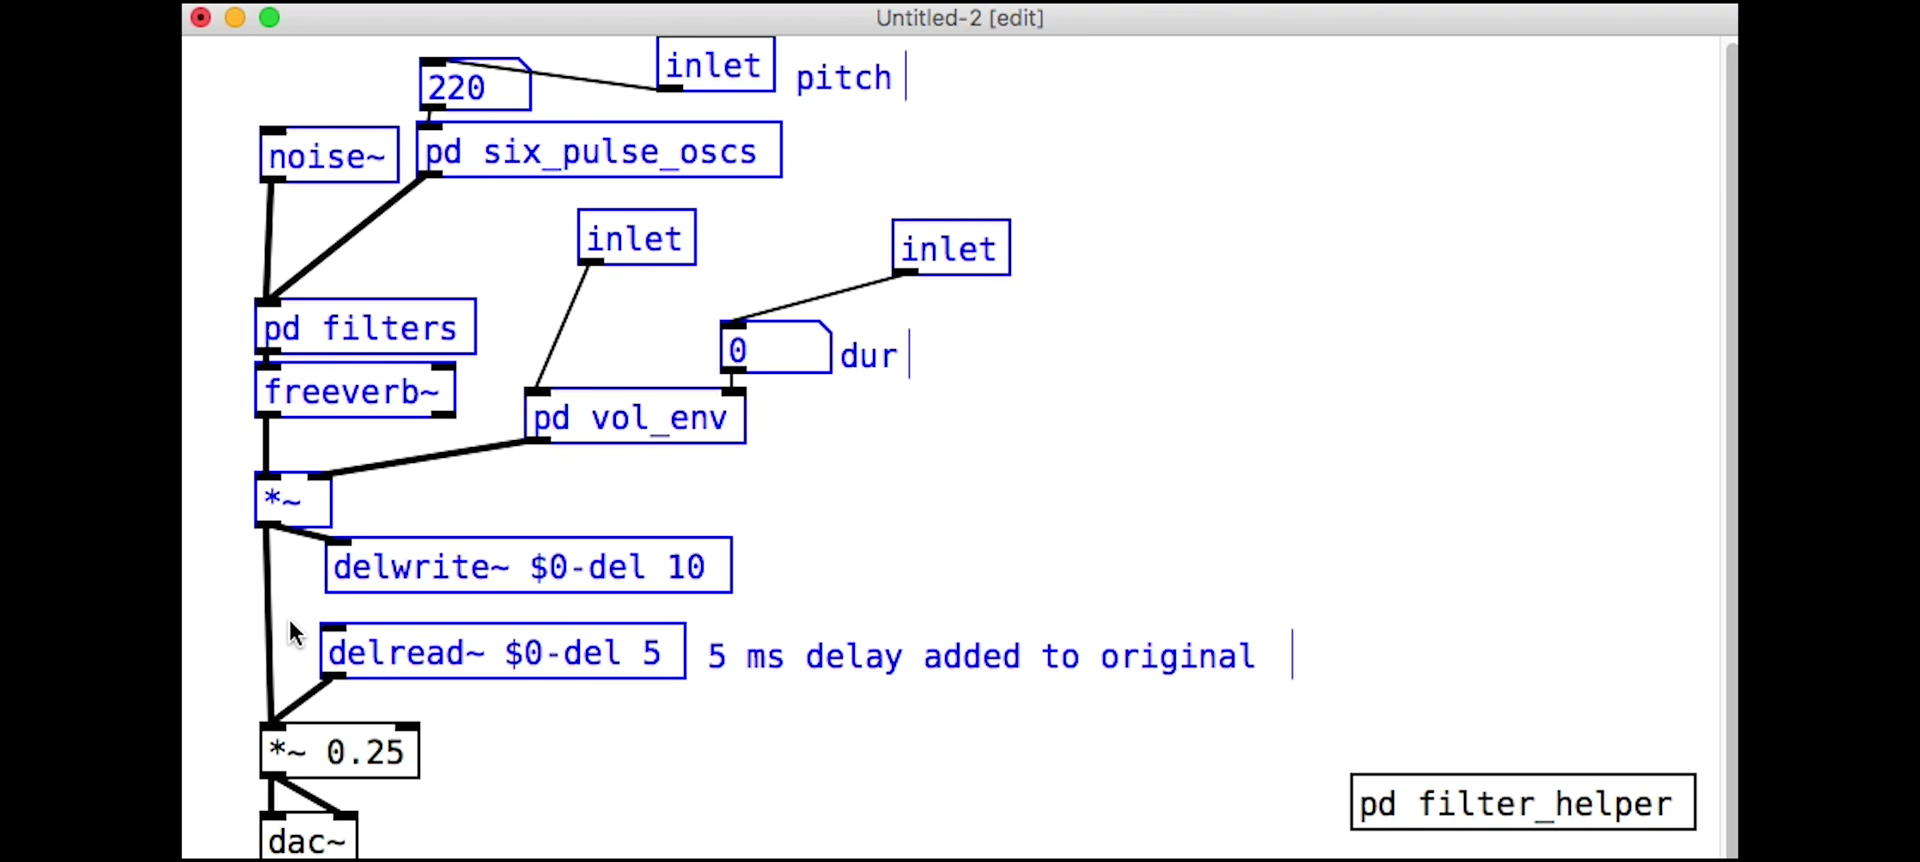 Untitled-2 [edit]
inlet
pitch
220
pd six_pulse_oscs
noise~
inlet
inlet
pd filters
0
dur
freeverb~
pd vol_env
*~
delwrite~ $0-del 10
delread~ $0-del 5
5 ms delay added to original
*~ 0.25
pd filter_helper
dac~